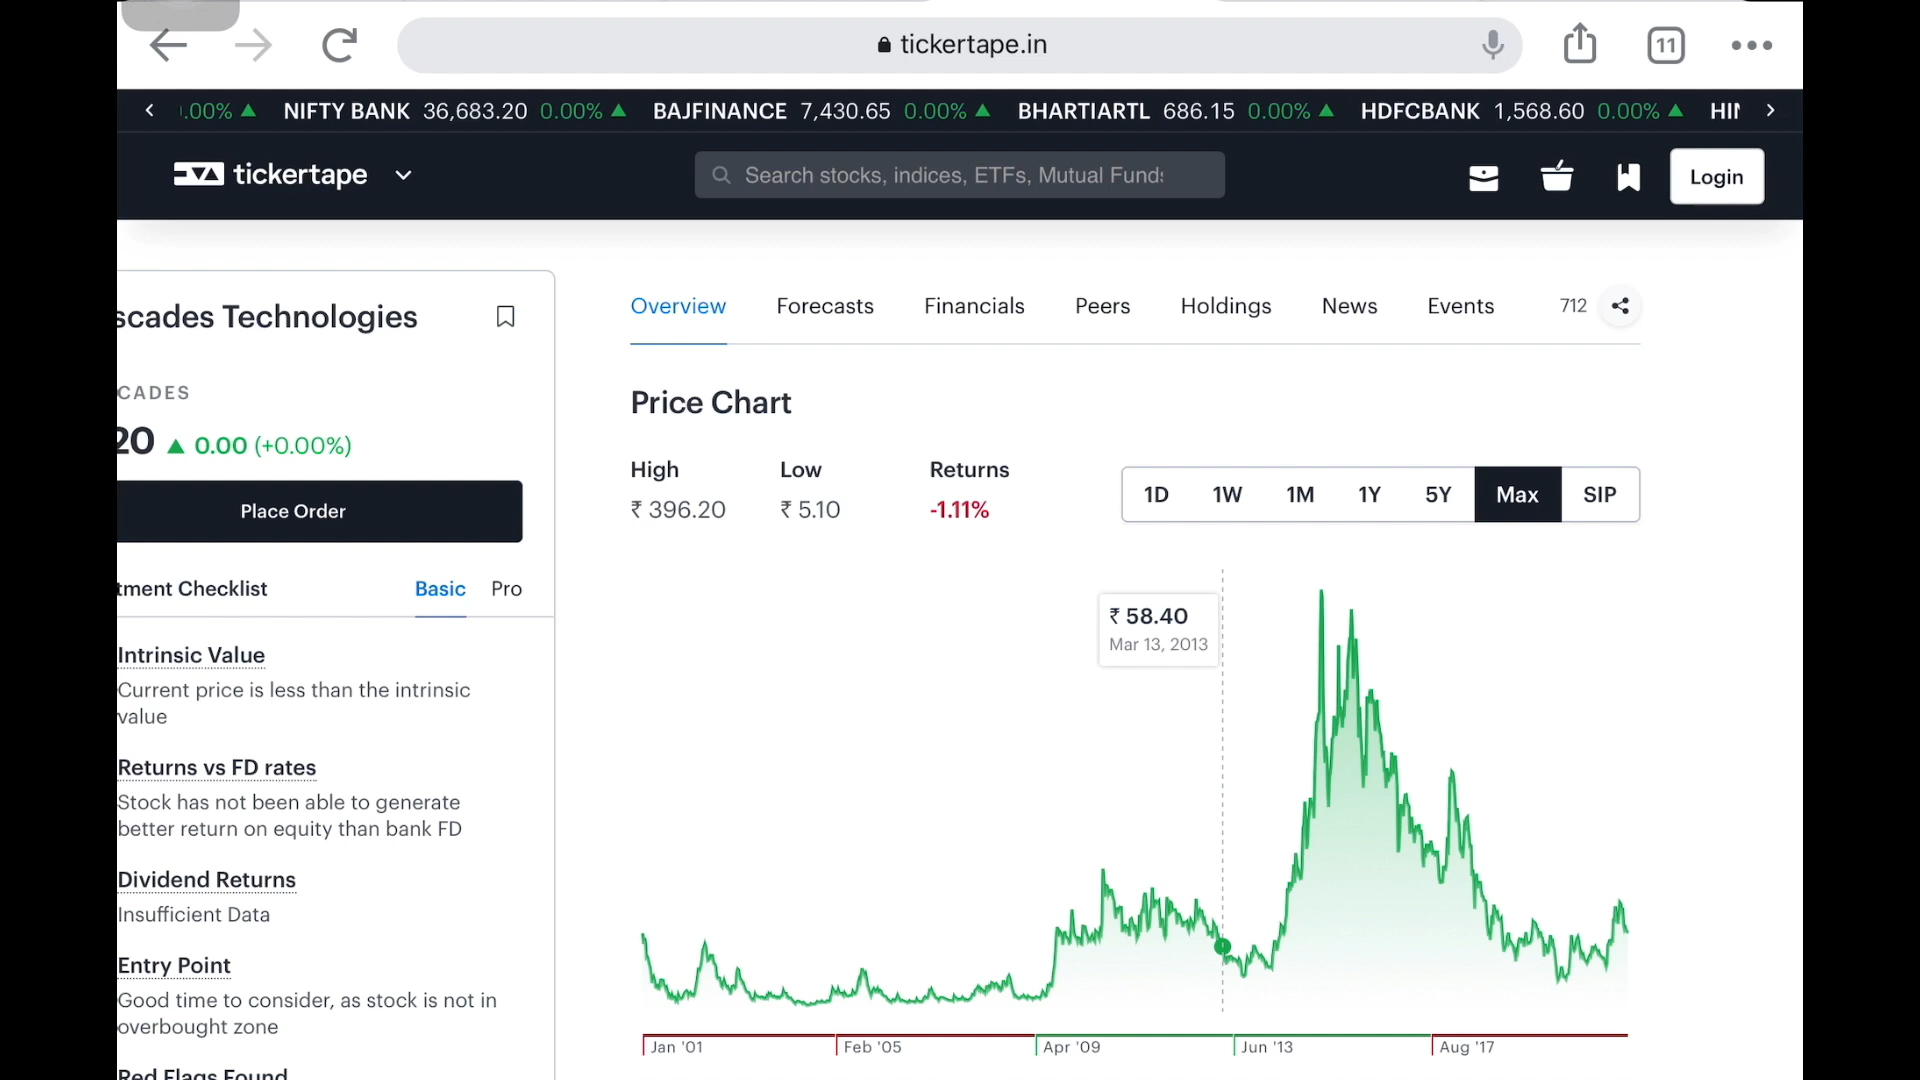 tickertape.in
11
.00% ▲ NIFTY BANK 36,683.20 0.00% ▲ BAJFINANCE 7,430.65 0.00% ▲ BHARTIARTL 686.15 0.00% ▲ HDFCBANK 1,568.60 0.00% ▲
tickertape
Search stocks, indices, ETFs, Mutual Funds
Login
scades Technologies
CADES
20 ▲ 0.00 (+0.00%)
Place Order
tment Checklist
Basic Pro
Intrinsic Value
Current price is less than the intrinsic
value
Returns vs FD rates
Stock has not been able to generate
better return on equity than bank FD
Dividend Returns
Insufficient Data
Entry Point
Good time to consider, as stock is not in
overbought zone
Red Flags Found
Overview Forecasts Financials Peers Holdings News Events 712
Price Chart
High Low Returns
₹ 396.20 ₹ 5.10 -1.11%
1D 1W 1M 1Y 5Y Max SIP
₹ 58.40
Mar 13, 2013
Jan '01 Feb '05 Apr '09 Jun '13 Aug '17